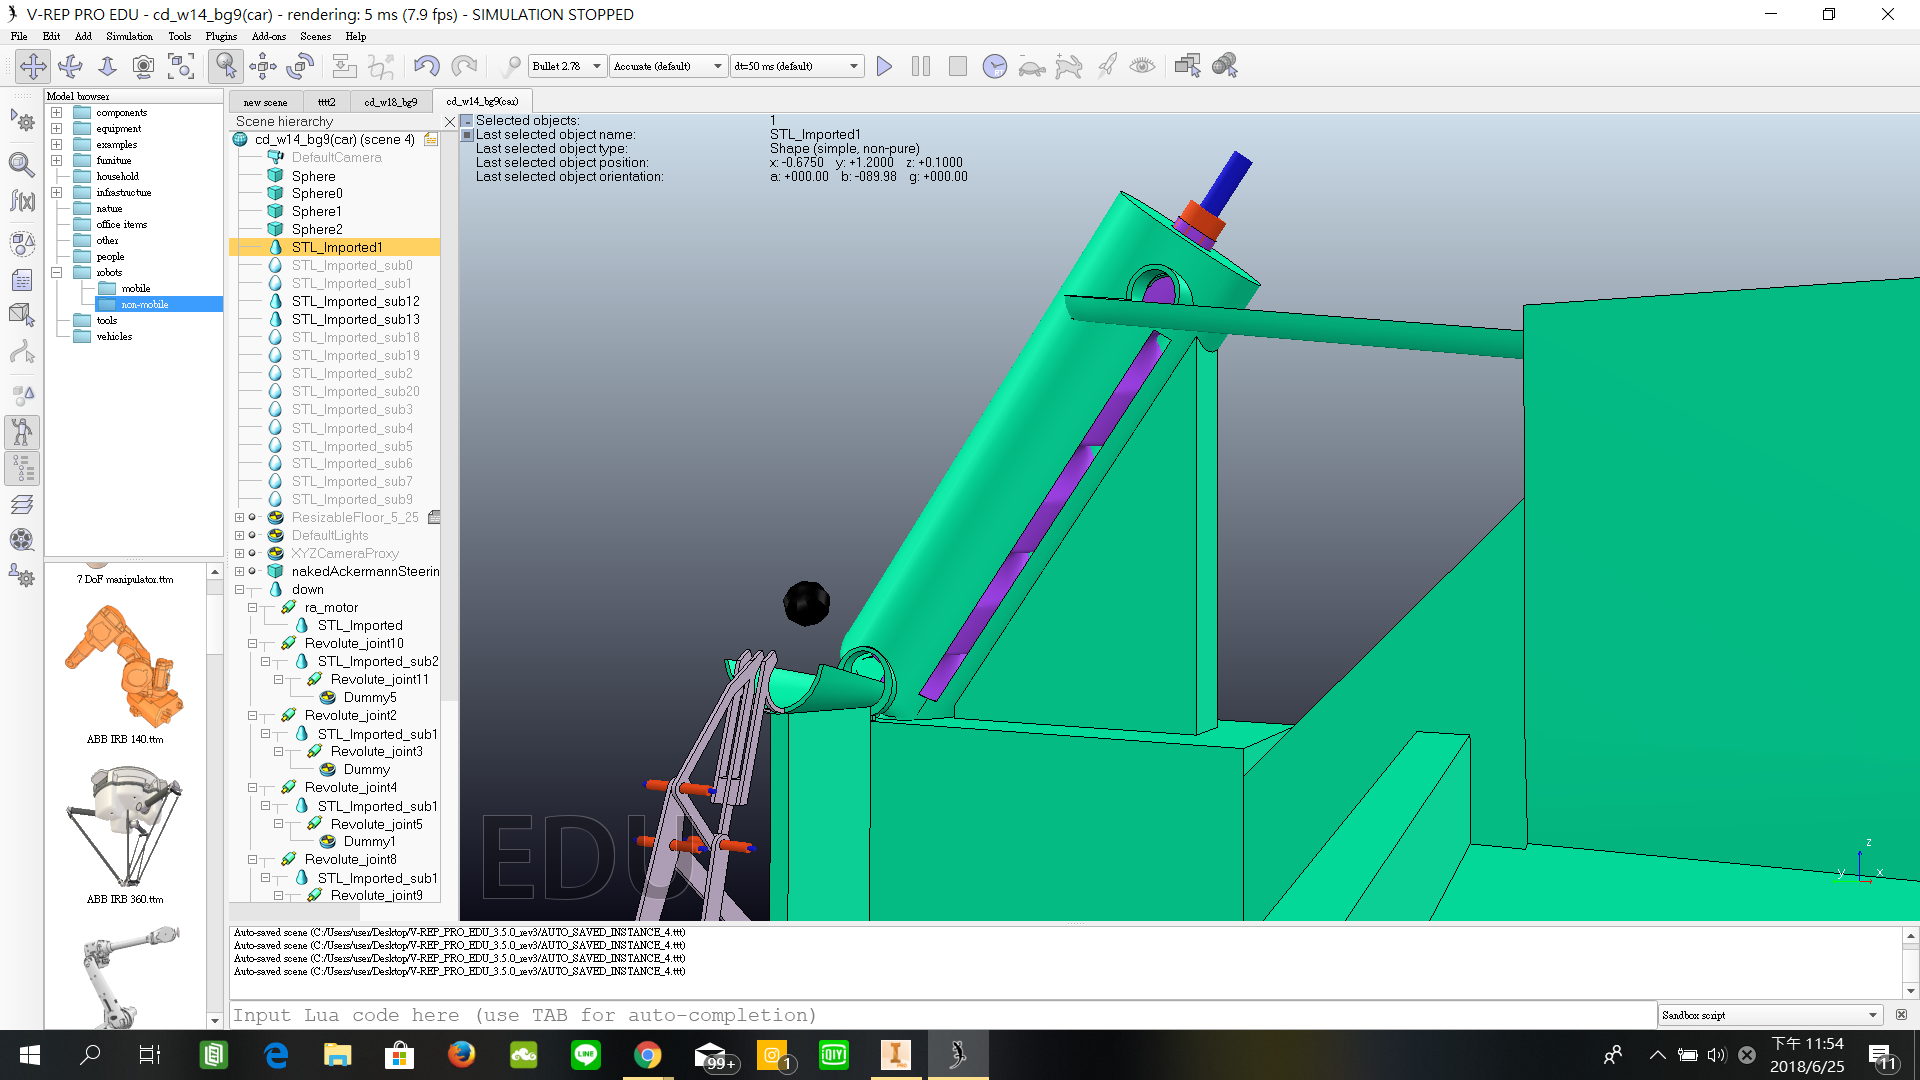 V-REP PRO EDU - cd_w14_bg9(car) - rendering: 5 ms (7.9 fps) - SIMULATION STOPPED
File Edit Add Simulation Tools Plugins Add-ons Scenes Help
Bullet 2.78 Accurate (default) dt=50 ms (default)
Model browser
components
equipment
examples
furniture
household
infrastructure
nature
office items
other
people
robots
mobile
non-mobile
tools
vehicles
7 DoF manipulator.ttm
ABB IRB 140.ttm
ABB IRB 360.ttm
new scene tttt2 cd_w18_bg9 cd_w14_bg9(car)
Scene hierarchy
cd_w14_bg9(car) (scene 4)
DefaultCamera
Sphere
Sphere0
Sphere1
Sphere2
STL_Imported1
STL_Imported_sub0
STL_Imported_sub1
STL_Imported_sub12
STL_Imported_sub13
STL_Imported_sub18
STL_Imported_sub19
STL_Imported_sub2
STL_Imported_sub20
STL_Imported_sub3
STL_Imported_sub4
STL_Imported_sub5
STL_Imported_sub6
STL_Imported_sub7
STL_Imported_sub9
ResizableFloor_5_25
DefaultLights
XYZCameraProxy
nakedAckermannSteerin
down
ra_motor
STL_Imported
Revolute_joint10
STL_Imported_sub2
Revolute_joint11
Dummy5
Revolute_joint2
STL_Imported_sub1
Revolute_joint3
Dummy
Revolute_joint4
STL_Imported_sub1
Revolute_joint5
Dummy1
Revolute_joint8
STL_Imported_sub1
Revolute_joint9
Selected objects: 1
Last selected object name: STL_Imported1
Last selected object type: Shape (simple, non-pure)
Last selected object position: x: -0.6750 y: +1.2000 z: +0.1000
Last selected object orientation: a: +000.00 b: -089.98 g: +000.00
EDU
z
y x
Auto-saved scene (C:/Users/user/Desktop/V-REP_PRO_EDU_3.5.0_rev3/AUTO_SAVED_INSTANCE_4.ttt)
Auto-saved scene (C:/Users/user/Desktop/V-REP_PRO_EDU_3.5.0_rev3/AUTO_SAVED_INSTANCE_4.ttt)
Auto-saved scene (C:/Users/user/Desktop/V-REP_PRO_EDU_3.5.0_rev3/AUTO_SAVED_INSTANCE_4.ttt)
Auto-saved scene (C:/Users/user/Desktop/V-REP_PRO_EDU_3.5.0_rev3/AUTO_SAVED_INSTANCE_4.ttt)
Input Lua code here (use TAB for auto-completion)
Sandbox script
LINE
99+
1
QIYI
I
PRO
下午 11:54
2018/6/25
11